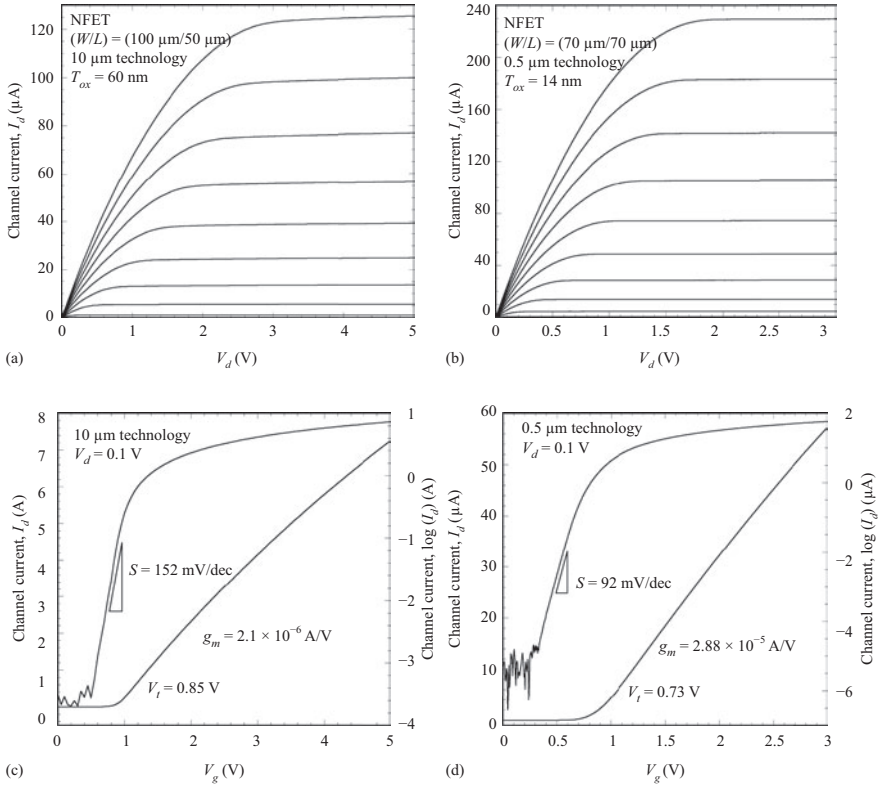 120
100
80
60
40
20
0
Channel current, I_d (µA)
NFET
(W/L) = (100 µm/50 µm)
10 µm technology
T_ox = 60 nm
0 1 2 3 4 5
V_d (V)
(a)
240
200
160
120
80
40
0
Channel current, I_d (µA)
NFET
(W/L) = (70 µm/70 µm)
0.5 µm technology
T_ox = 14 nm
0 0.5 1 1.5 2 2.5 3
V_d (V)
(b)
8
7
6
5
4
3
2
1
0
Channel current, I_d (A)
10 µm technology
V_d = 0.1 V
S = 152 mV/dec
g_m = 2.1 × 10⁻⁶ A/V
V_t = 0.85 V
1
0
−1
−2
−3
−4
Channel current, log (I_d) (A)
0 1 2 3 4 5
V_g (V)
(c)
60
50
40
30
20
10
0
Channel current, I_d (µA)
0.5 µm technology
V_d = 0.1 V
S = 92 mV/dec
g_m = 2.88 × 10⁻⁵ A/V
V_t = 0.73 V
2
0
−2
−4
−6
Channel current, log (I_d) (µA)
0 0.5 1 1.5 2 2.5 3
V_g (V)
(d)